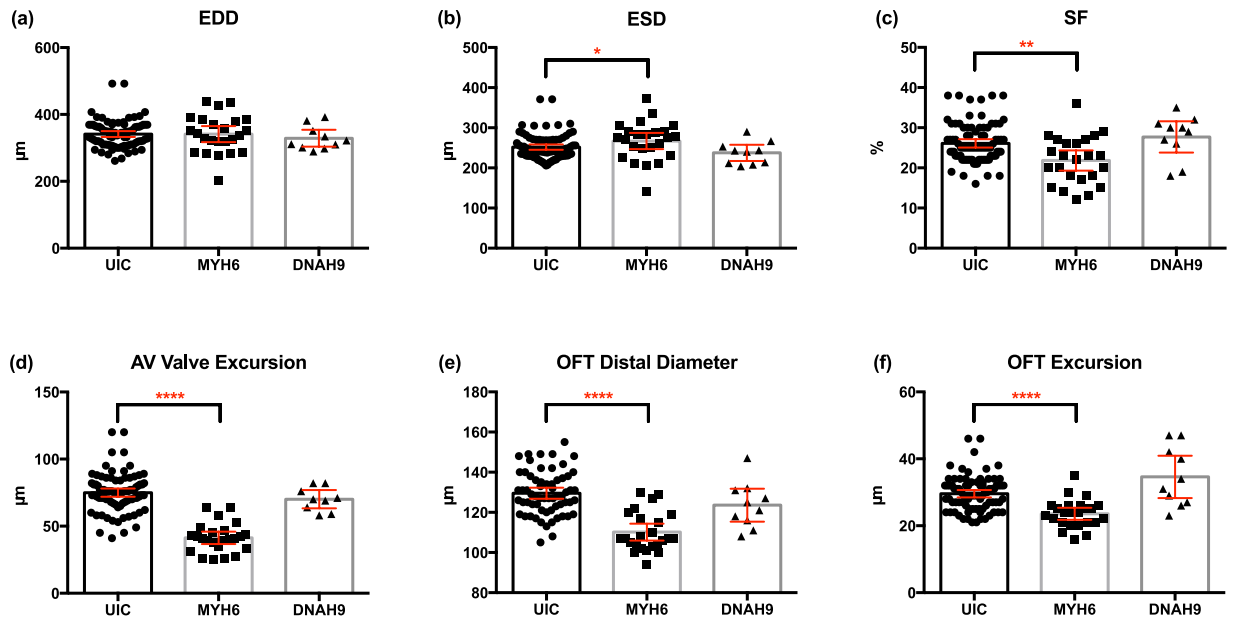 (a) EDD
600
400
200
0
µm
UIC MYH6 DNAH9
(b) ESD
500
400
300
200
100
0
µm
*
UIC MYH6 DNAH9
(c) SF
50
40
30
20
10
0
%
**
UIC MYH6 DNAH9
(d) AV Valve Excursion
150
100
50
0
µm
****
UIC MYH6 DNAH9
(e) OFT Distal Diameter
180
160
140
120
100
80
µm
****
UIC MYH6 DNAH9
(f) OFT Excursion
60
40
20
0
µm
****
UIC MYH6 DNAH9